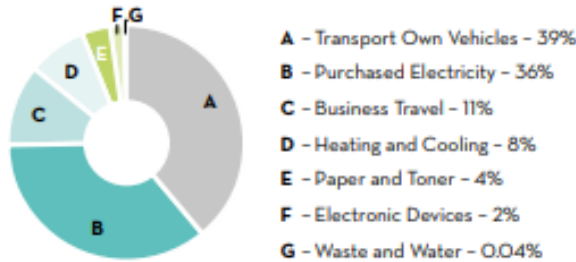 F G
E
D
C
A
B
A – Transport Own Vehicles – 39%
B – Purchased Electricity – 36%
C – Business Travel – 11%
D – Heating and Cooling – 8%
E – Paper and Toner – 4%
F – Electronic Devices – 2%
G – Waste and Water – 0.04%